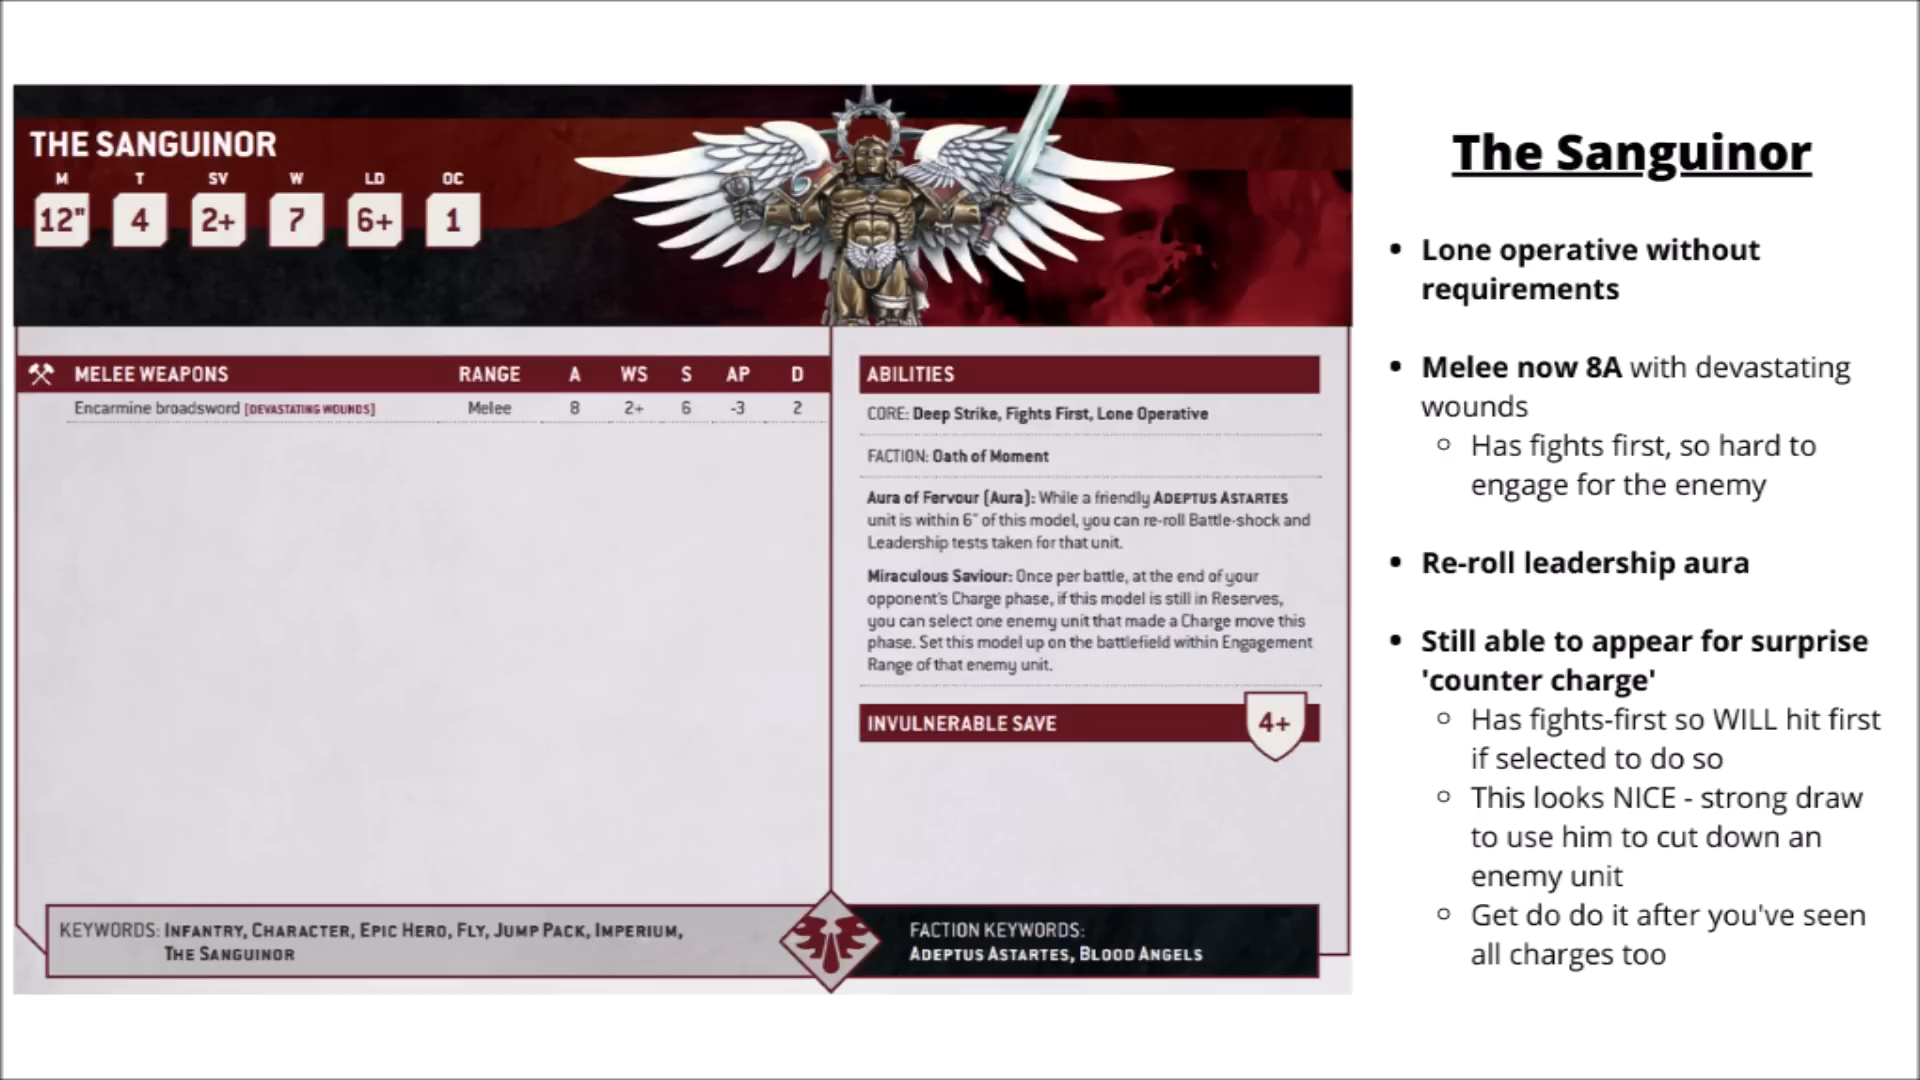 THE SANGUINOR
M T SV W LD OC
12" 4 2+ 7 6+ 1
MELEE WEAPONS RANGE A WS S AP D
Encarmine broadsword [DEVASTATING WOUNDS] Melee 8 2+ 6 -3 2
ABILITIES
CORE: Deep Strike, Fights First, Lone Operative
FACTION: Oath of Moment
Aura of Fervour (Aura): While a friendly ADEPTUS ASTARTES
unit is within 6" of this model, you can re-roll Battle-shock and
Leadership tests taken for that unit.
Miraculous Saviour: Once per battle, at the end of your
opponent's Charge phase, if this model is still in Reserves,
you can select one enemy unit that made a Charge move this
phase. Set this model up on the battlefield within Engagement
Range of that enemy unit.
INVULNERABLE SAVE 4+
KEYWORDS: INFANTRY, CHARACTER, EPIC HERO, FLY, JUMP PACK, IMPERIUM,
THE SANGUINOR
FACTION KEYWORDS:
ADEPTUS ASTARTES, BLOOD ANGELS
The Sanguinor
• Lone operative without
requirements
• Melee now 8A with devastating
wounds
○ Has fights first, so hard to
engage for the enemy
• Re-roll leadership aura
• Still able to appear for surprise
'counter charge'
○ Has fights-first so WILL hit first
if selected to do so
○ This looks NICE - strong draw
to use him to cut down an
enemy unit
○ Get do do it after you've seen
all charges too